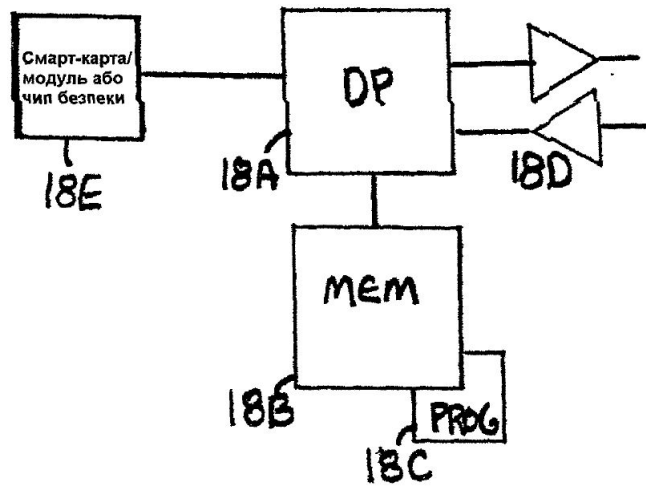 Смарт-карта/
модуль або
чип безпеки
DP
18E
18A
18D
MEM
18B
PROG
18C